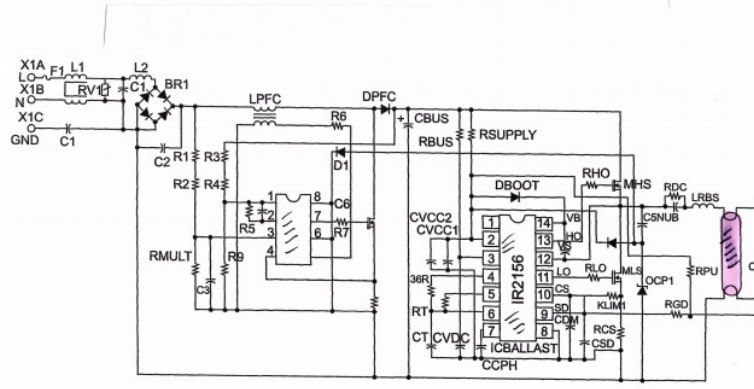 X1A
L
F1
L1
L2
X1B
N
RV1
C1
BR1
X1C
GND
C1
C2
LPFC
DPFC
R6
CBUS
+
RBUS
RSUPPLY
R1
R3
D1
R2
R4
R5
1
2
3
4
8
7
6
C6
R7
RMULT
C3
R9
DBOOT
RHO
MHS
RDC
LRBS
C5NUB
CVCC2
CVCC1
1
2
3
4
5
6
7
14
13
12
11
10
9
8
IR2156
VB
HO
VS
LO
CS
SD
CDM
36R
RT
CT
CVDC
RLO
MLS
OCP1
KLIM1
RPU
RGD
RCS
CSD
ICBALLAST
CCPH